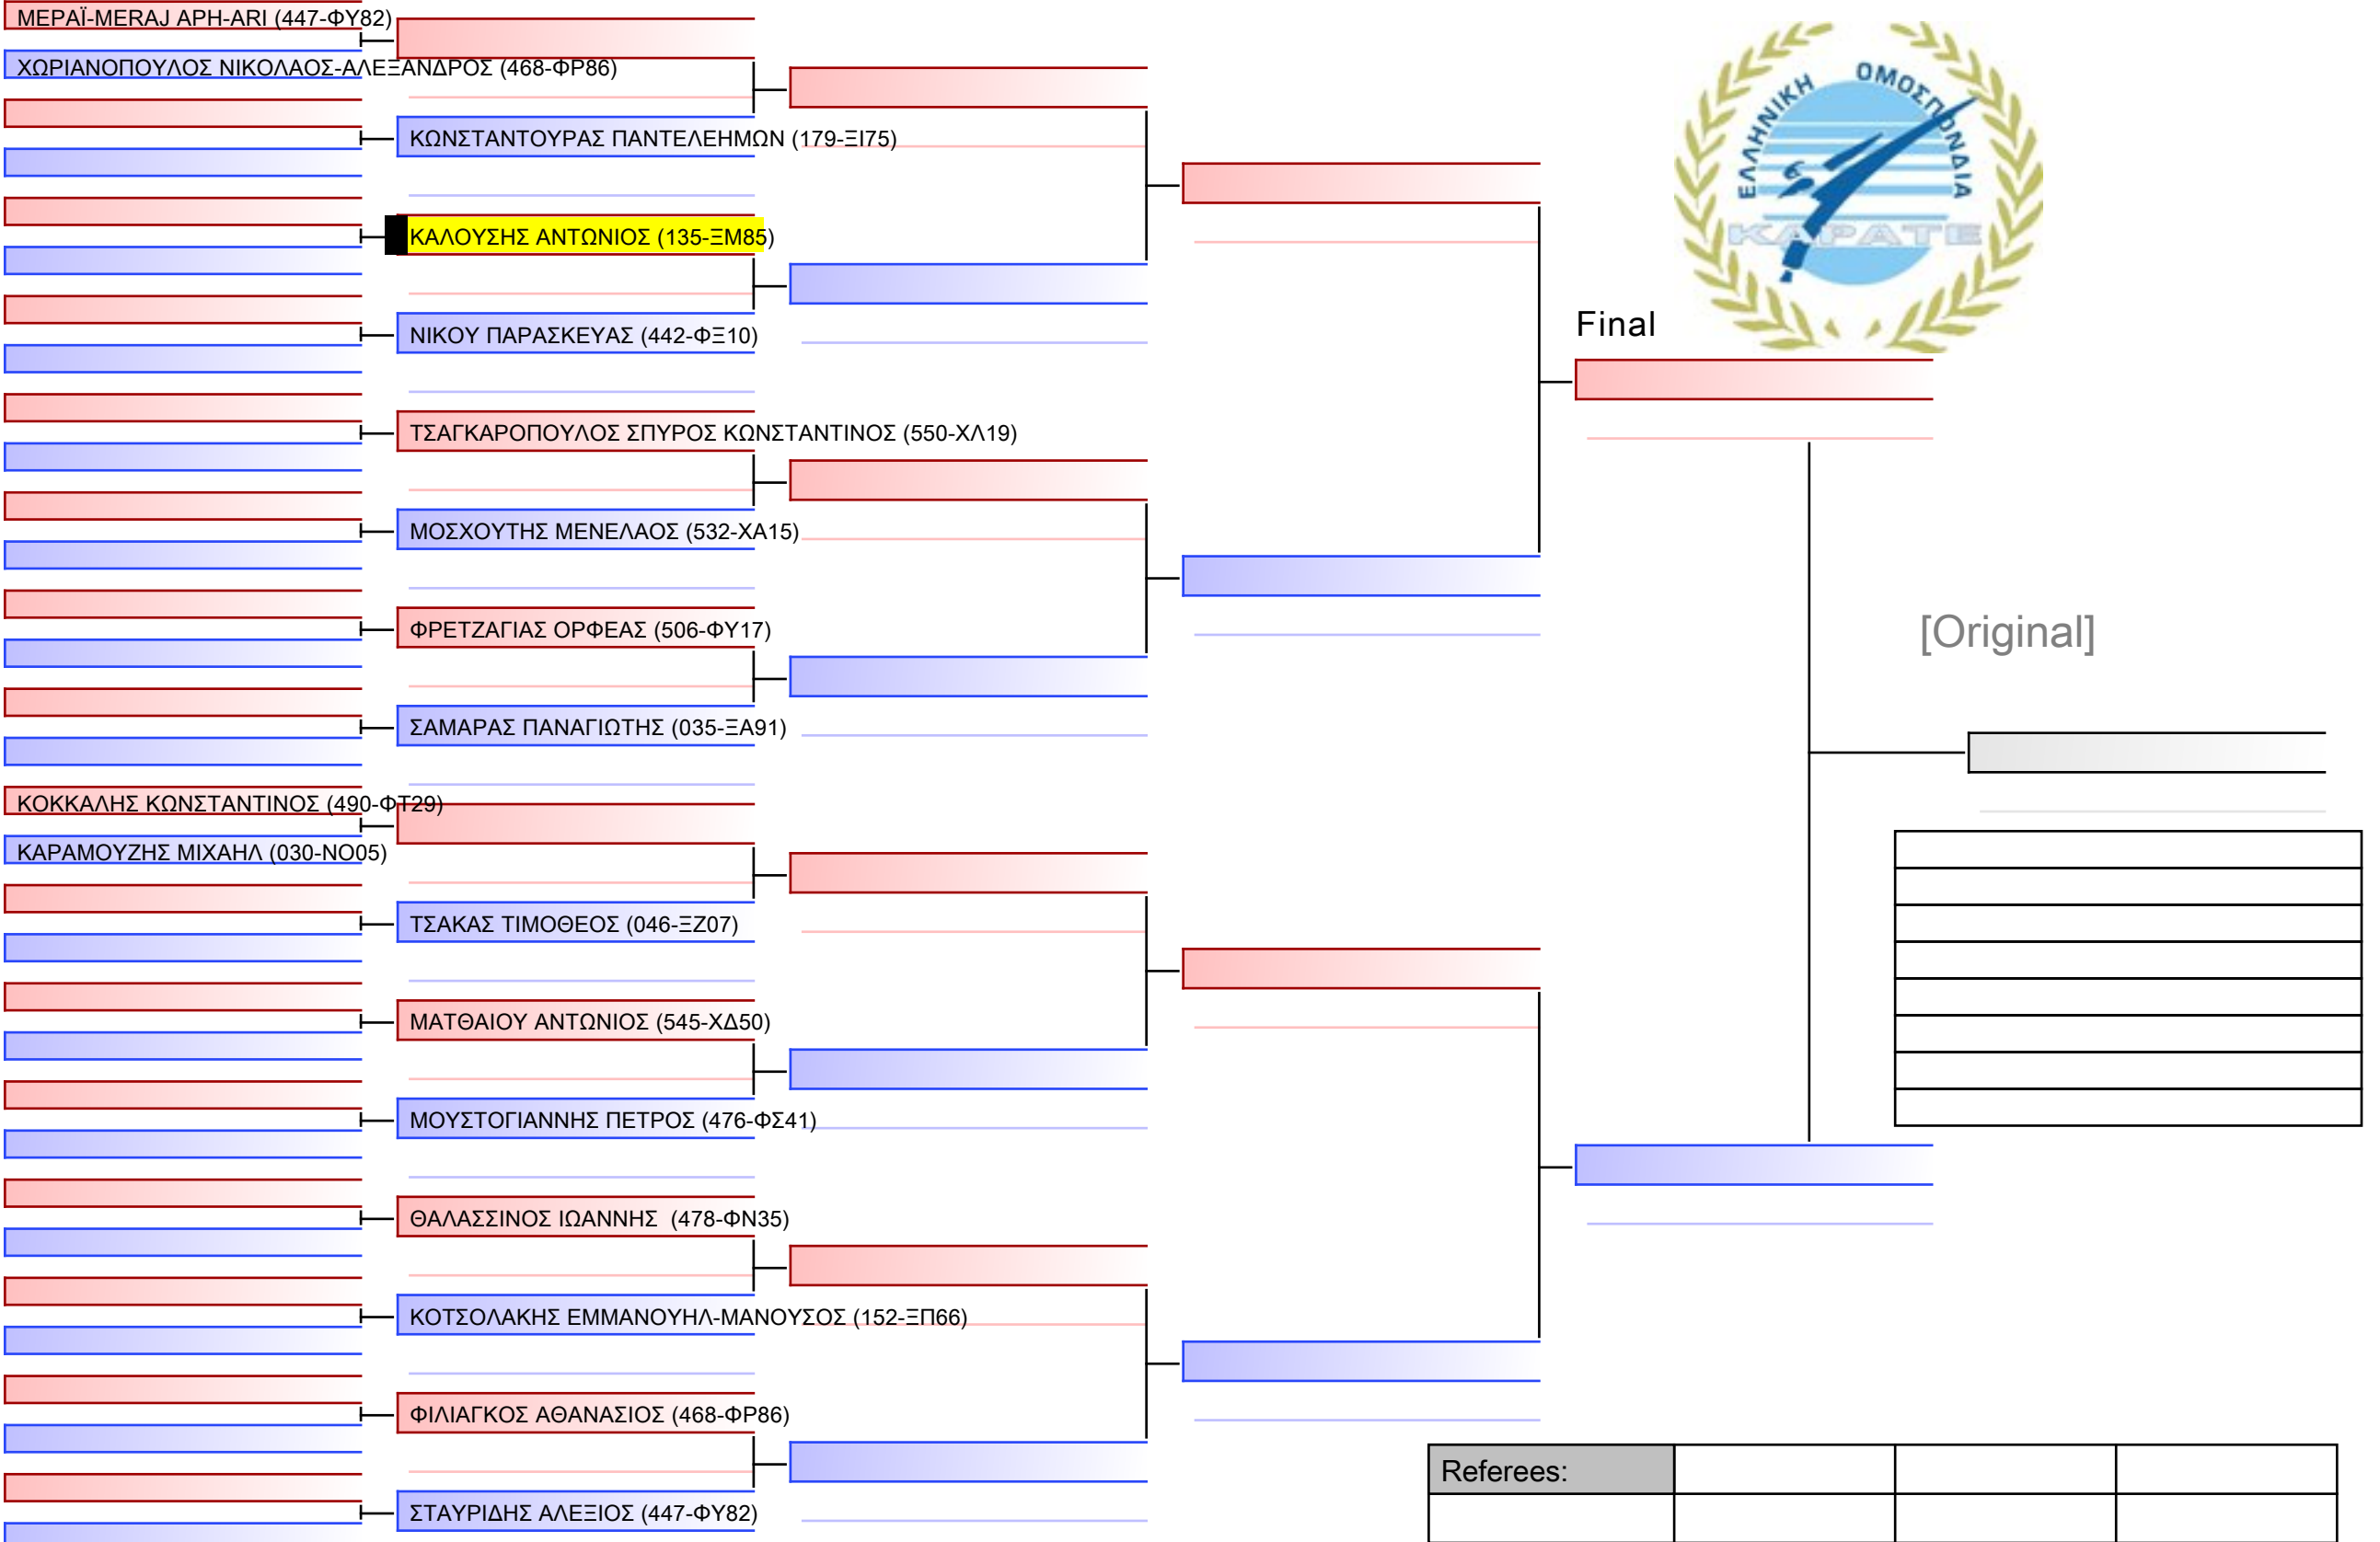 ΜΕΡΑΪ-MERAJ ΑΡΗ-ARI (447-ΦΥ82)
ΧΩΡΙΑΝΟΠΟΥΛΟΣ ΝΙΚΟΛΑΟΣ-ΑΛΕΞΑΝΔΡΟΣ (468-ΦΡ86)
ΚΩΝΣΤΑΝΤΟΥΡΑΣ ΠΑΝΤΕΛΕΗΜΩΝ (179-ΞΙ75)
ΚΑΛΟΥΣΗΣ ΑΝΤΩΝΙΟΣ (135-ΞΜ85)
ΝΙΚΟΥ ΠΑΡΑΣΚΕΥΑΣ (442-ΦΞ10)
ΤΣΑΓΚΑΡΟΠΟΥΛΟΣ ΣΠΥΡΟΣ ΚΩΝΣΤΑΝΤΙΝΟΣ (550-ΧΛ19)
ΜΟΣΧΟΥΤΗΣ ΜΕΝΕΛΑΟΣ (532-ΧΑ15)
ΦΡΕΤΖΑΓΙΑΣ ΟΡΦΕΑΣ (506-ΦΥ17)
ΣΑΜΑΡΑΣ ΠΑΝΑΓΙΩΤΗΣ (035-ΞΑ91)
ΚΟΚΚΑΛΗΣ ΚΩΝΣΤΑΝΤΙΝΟΣ (490-ΦΤ29)
ΚΑΡΑΜΟΥΖΗΣ ΜΙΧΑΗΛ (030-ΝΟ05)
ΤΣΑΚΑΣ ΤΙΜΟΘΕΟΣ (046-ΞΖ07)
ΜΑΤΘΑΙΟΥ ΑΝΤΩΝΙΟΣ (545-ΧΔ50)
ΜΟΥΣΤΟΓΙΑΝΝΗΣ ΠΕΤΡΟΣ (476-ΦΣ41)
ΘΑΛΑΣΣΙΝΟΣ ΙΩΑΝΝΗΣ (478-ΦΝ35)
ΚΟΤΣΟΛΑΚΗΣ ΕΜΜΑΝΟΥΗΛ-ΜΑΝΟΥΣΟΣ (152-ΞΠ66)
ΦΙΛΙΑΓΚΟΣ ΑΘΑΝΑΣΙΟΣ (468-ΦΡ86)
ΣΤΑΥΡΙΔΗΣ ΑΛΕΞΙΟΣ (447-ΦΥ82)
ΕΛΛΗΝΙΚΗ ΟΜΟΣΠΟΝΔΙΑ
ΚΑΡΑΤΕ
Final
[Original]
Referees: